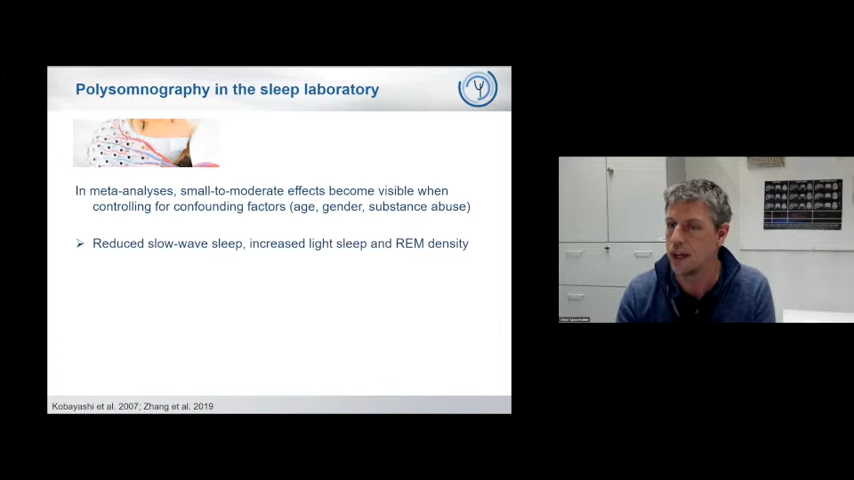 Polysomnography in the sleep laboratory
In meta-analyses, small-to-moderate effects become visible when
controlling for confounding factors (age, gender, substance abuse)
Reduced slow-wave sleep, increased light sleep and REM density
Kobayashi et al. 2007; Zhang et al. 2019